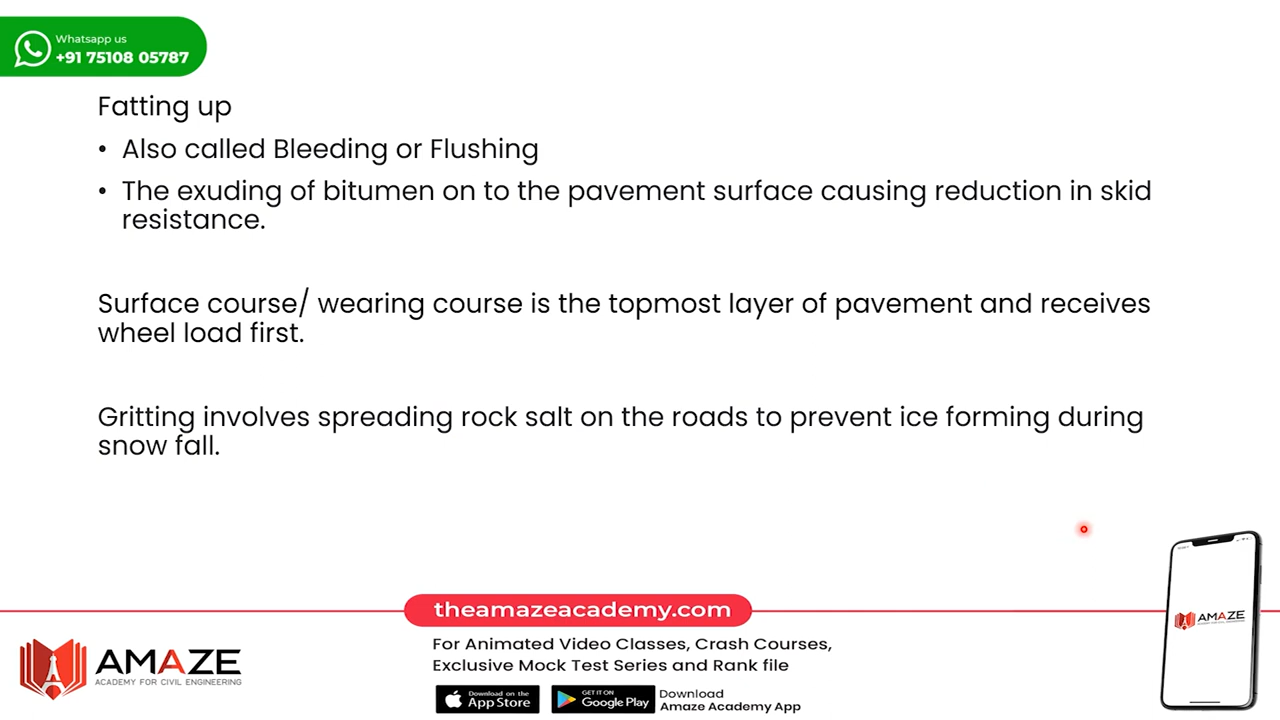 Whatsapp us
+91 75108 05787
Fatting up
• Also called Bleeding or Flushing
• The exuding of bitumen on to the pavement surface causing reduction in skid
resistance.
Surface course/ wearing course is the topmost layer of pavement and receives
wheel load first.
Gritting involves spreading rock salt on the roads to prevent ice forming during
snow fall.
theamazeacademy.com
For Animated Video Classes, Crash Courses,
Exclusive Mock Test Series and Rank file
Download on the
App Store
GET IT ON
Google Play
Download
Amaze Academy App
AMAZE
ACADEMY FOR CIVIL ENGINEERING
AMAZE
ACADEMY FOR CIVIL ENGINEERING